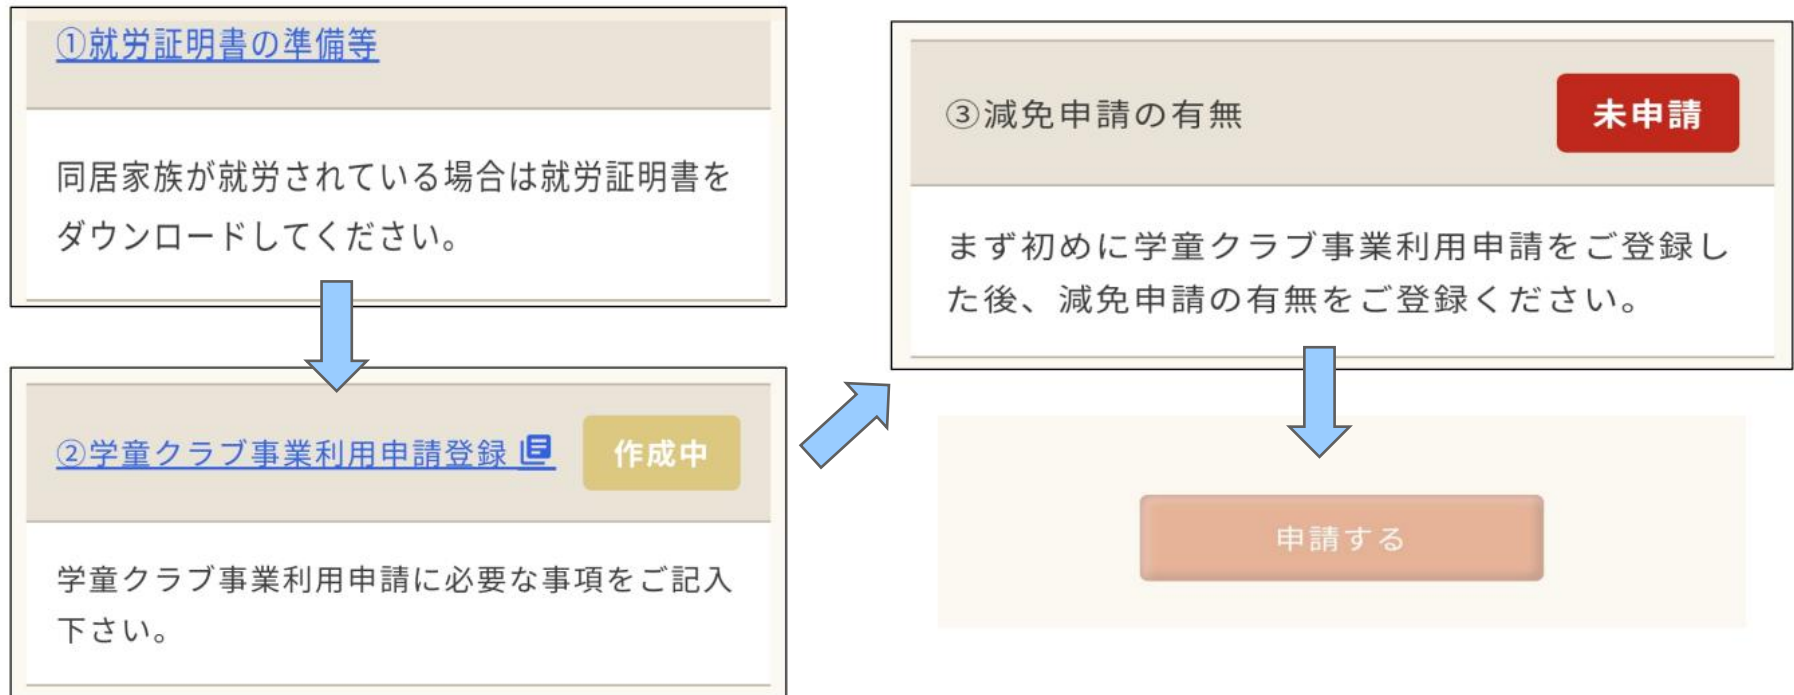 ①就労証明書の準備等
同居家族が就労されている場合は就労証明書を
ダウンロードしてください。
②学童クラブ事業利用申請登録
作成中
学童クラブ事業利用申請に必要な事項をご記入
下さい。
③減免申請の有無
未申請
まず初めに学童クラブ事業利用申請をご登録し
た後、減免申請の有無をご登録ください。
申請する